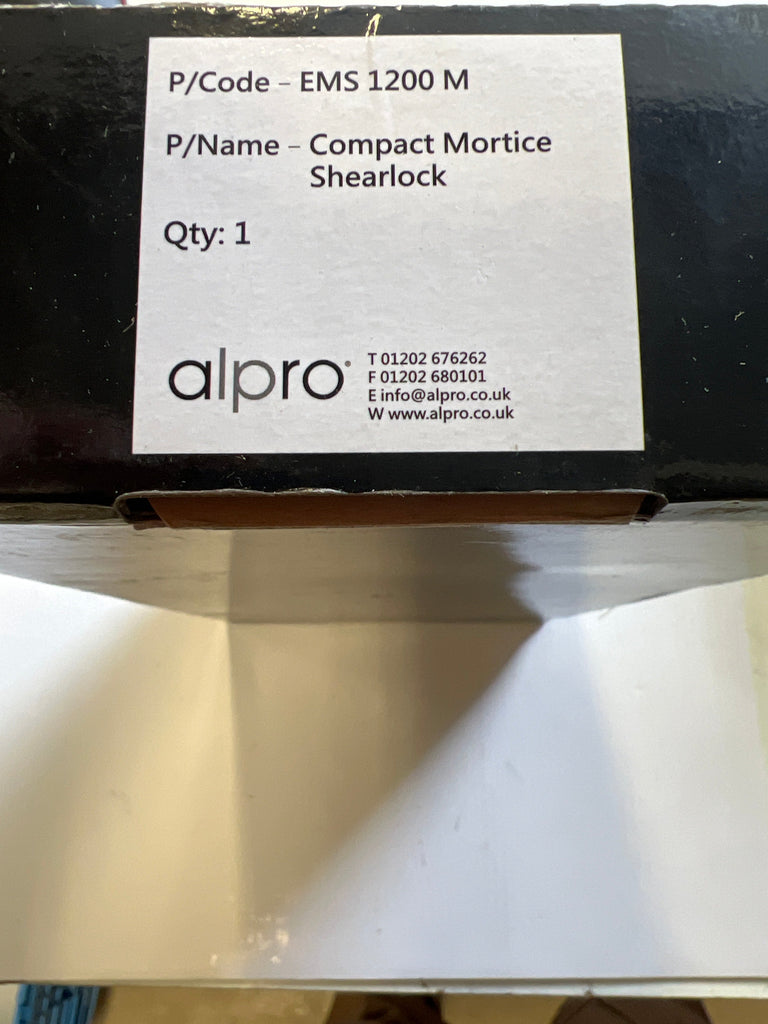 P/Code – EMS 1200 M
P/Name – Compact Mortice
Shearlock
Qty: 1
alpro
T 01202 676262
F 01202 680101
E info@alpro.co.uk
W www.alpro.co.uk